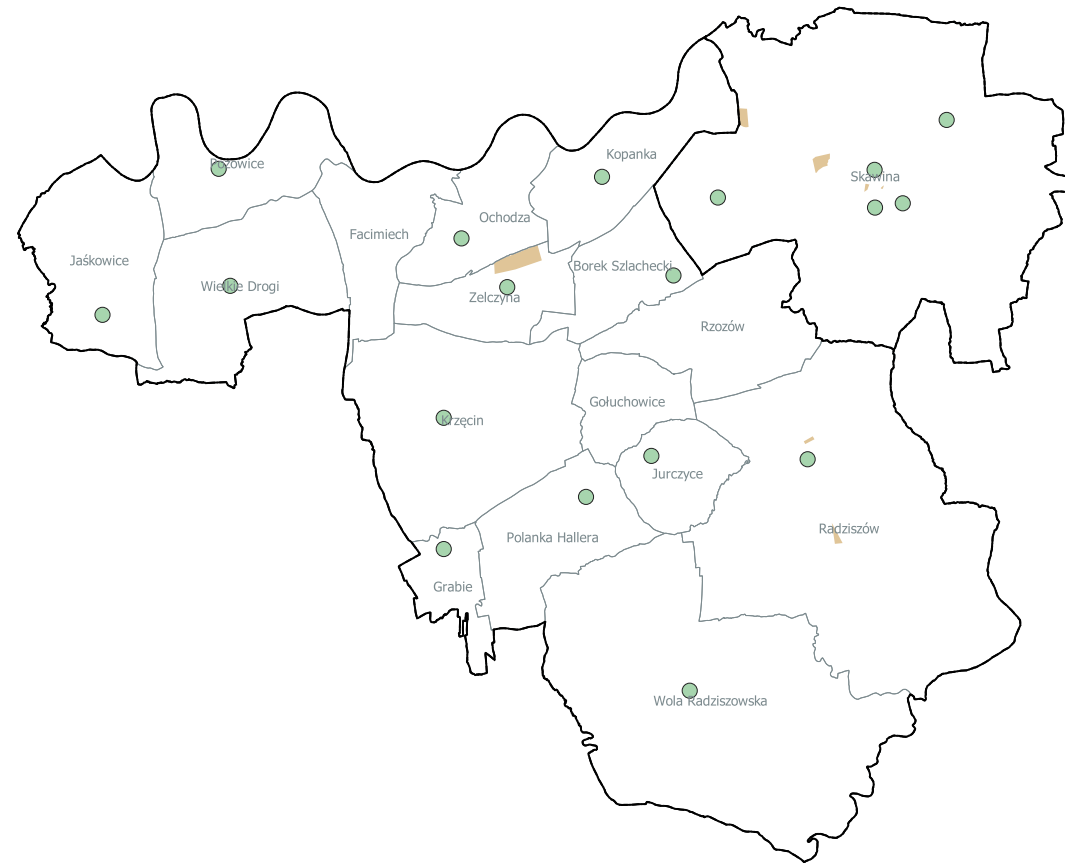 Kopanka
Pozowice
Skawina
Ochodza
Facimiech
Jaśkowice
Borek Szlachecki
Wielkie Drogi
Zelczyna
Rzozów
Gołuchowice
Krzęcin
Jurczyce
Radziszów
Polanka Hallera
Grabie
Wola Radziszowska